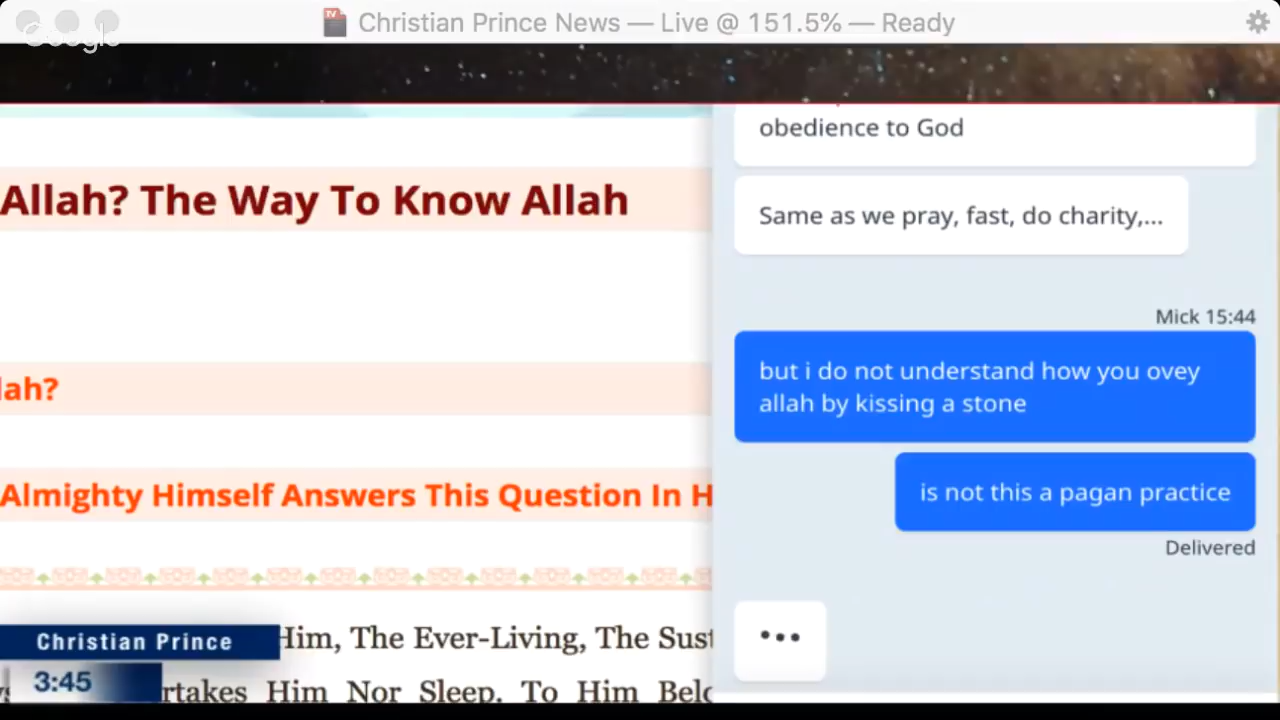 Christian Prince News — Live @ 151.5% — Ready
Google
obedience to God
Allah? The Way To Know Allah
Same as we pray, fast, do charity,...
Mick 15:44
but i do not understand how you ovey
lah?
allah by kissing a stone
Almighty Himself Answers This Question In H
is not this a pagan practice
Delivered
Christian Prince
Him, The Ever-Living, The Sust
...
3:45
rtakes Him Nor Sleep. To Him Belo